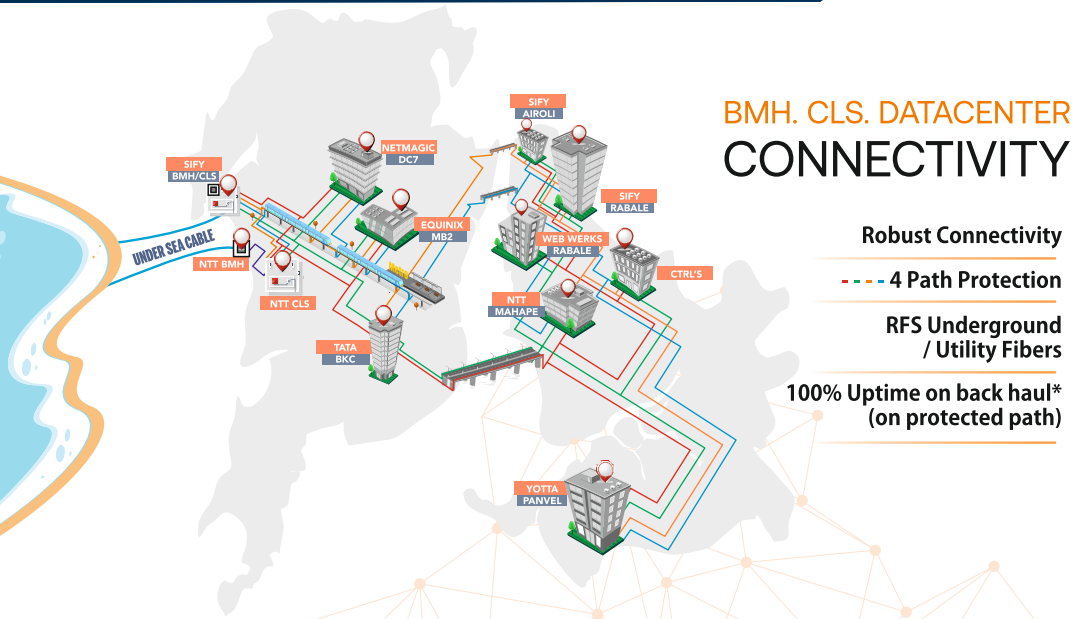 BMH. CLS. DATACENTER
CONNECTIVITY
Robust Connectivity
4 Path Protection
RFS Underground
/ Utility Fibers
100% Uptime on back haul*
(on protected path)
SIFY
AIROLI
NETMAGIC
DC7
SIFY
BMH/CLS
SIFY
RABALE
EQUINIX
MB2
WEB WERKS
RABALE
UNDER SEA CABLE
NTT BMH
CTRL'S
NTT CLS
NTT
MAHAPE
TATA
BKC
YOTTA
PANVEL